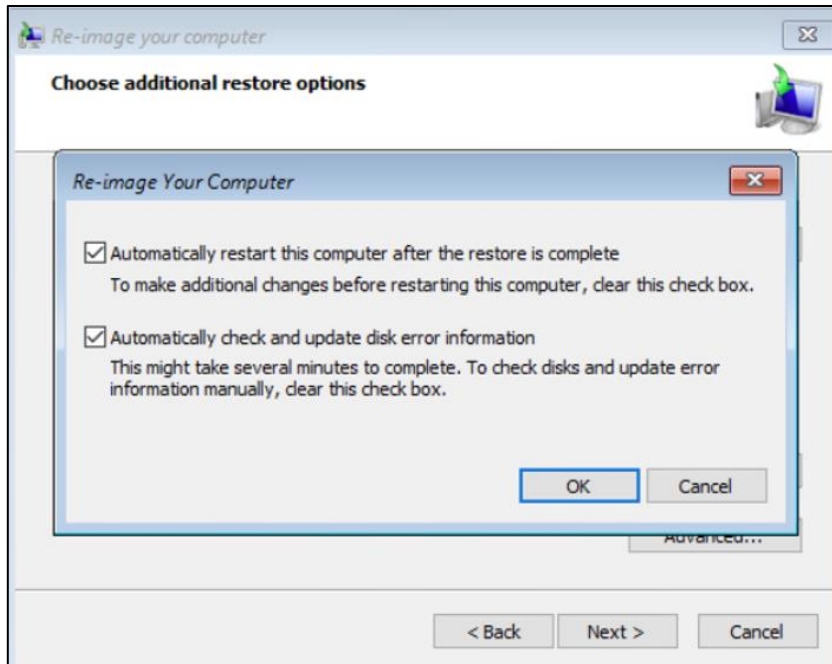 Re-image your computer
Choose additional restore options
Re-image Your Computer
Automatically restart this computer after the restore is complete
To make additional changes before restarting this computer, clear this check box.
Automatically check and update disk error information
This might take several minutes to complete. To check disks and update error
information manually, clear this check box.
OK Cancel
Advanced...
< Back Next > Cancel